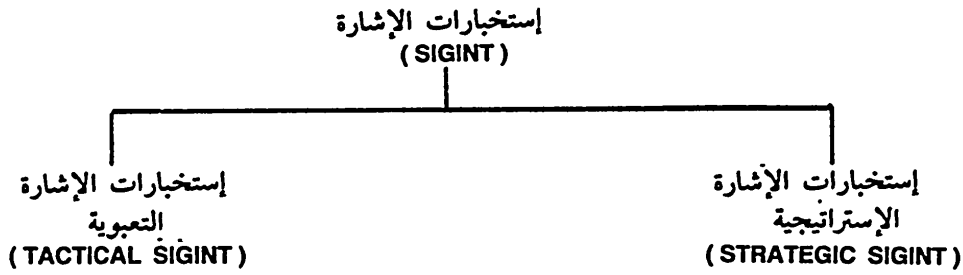 إستخبارات الإشارة
(SIGINT)
إستخبارات الإشارة
الإستراتيجية
(STRATEGIC SIGINT)
إستخبارات الإشارة
التعبوية
(TACTICAL SIGINT)